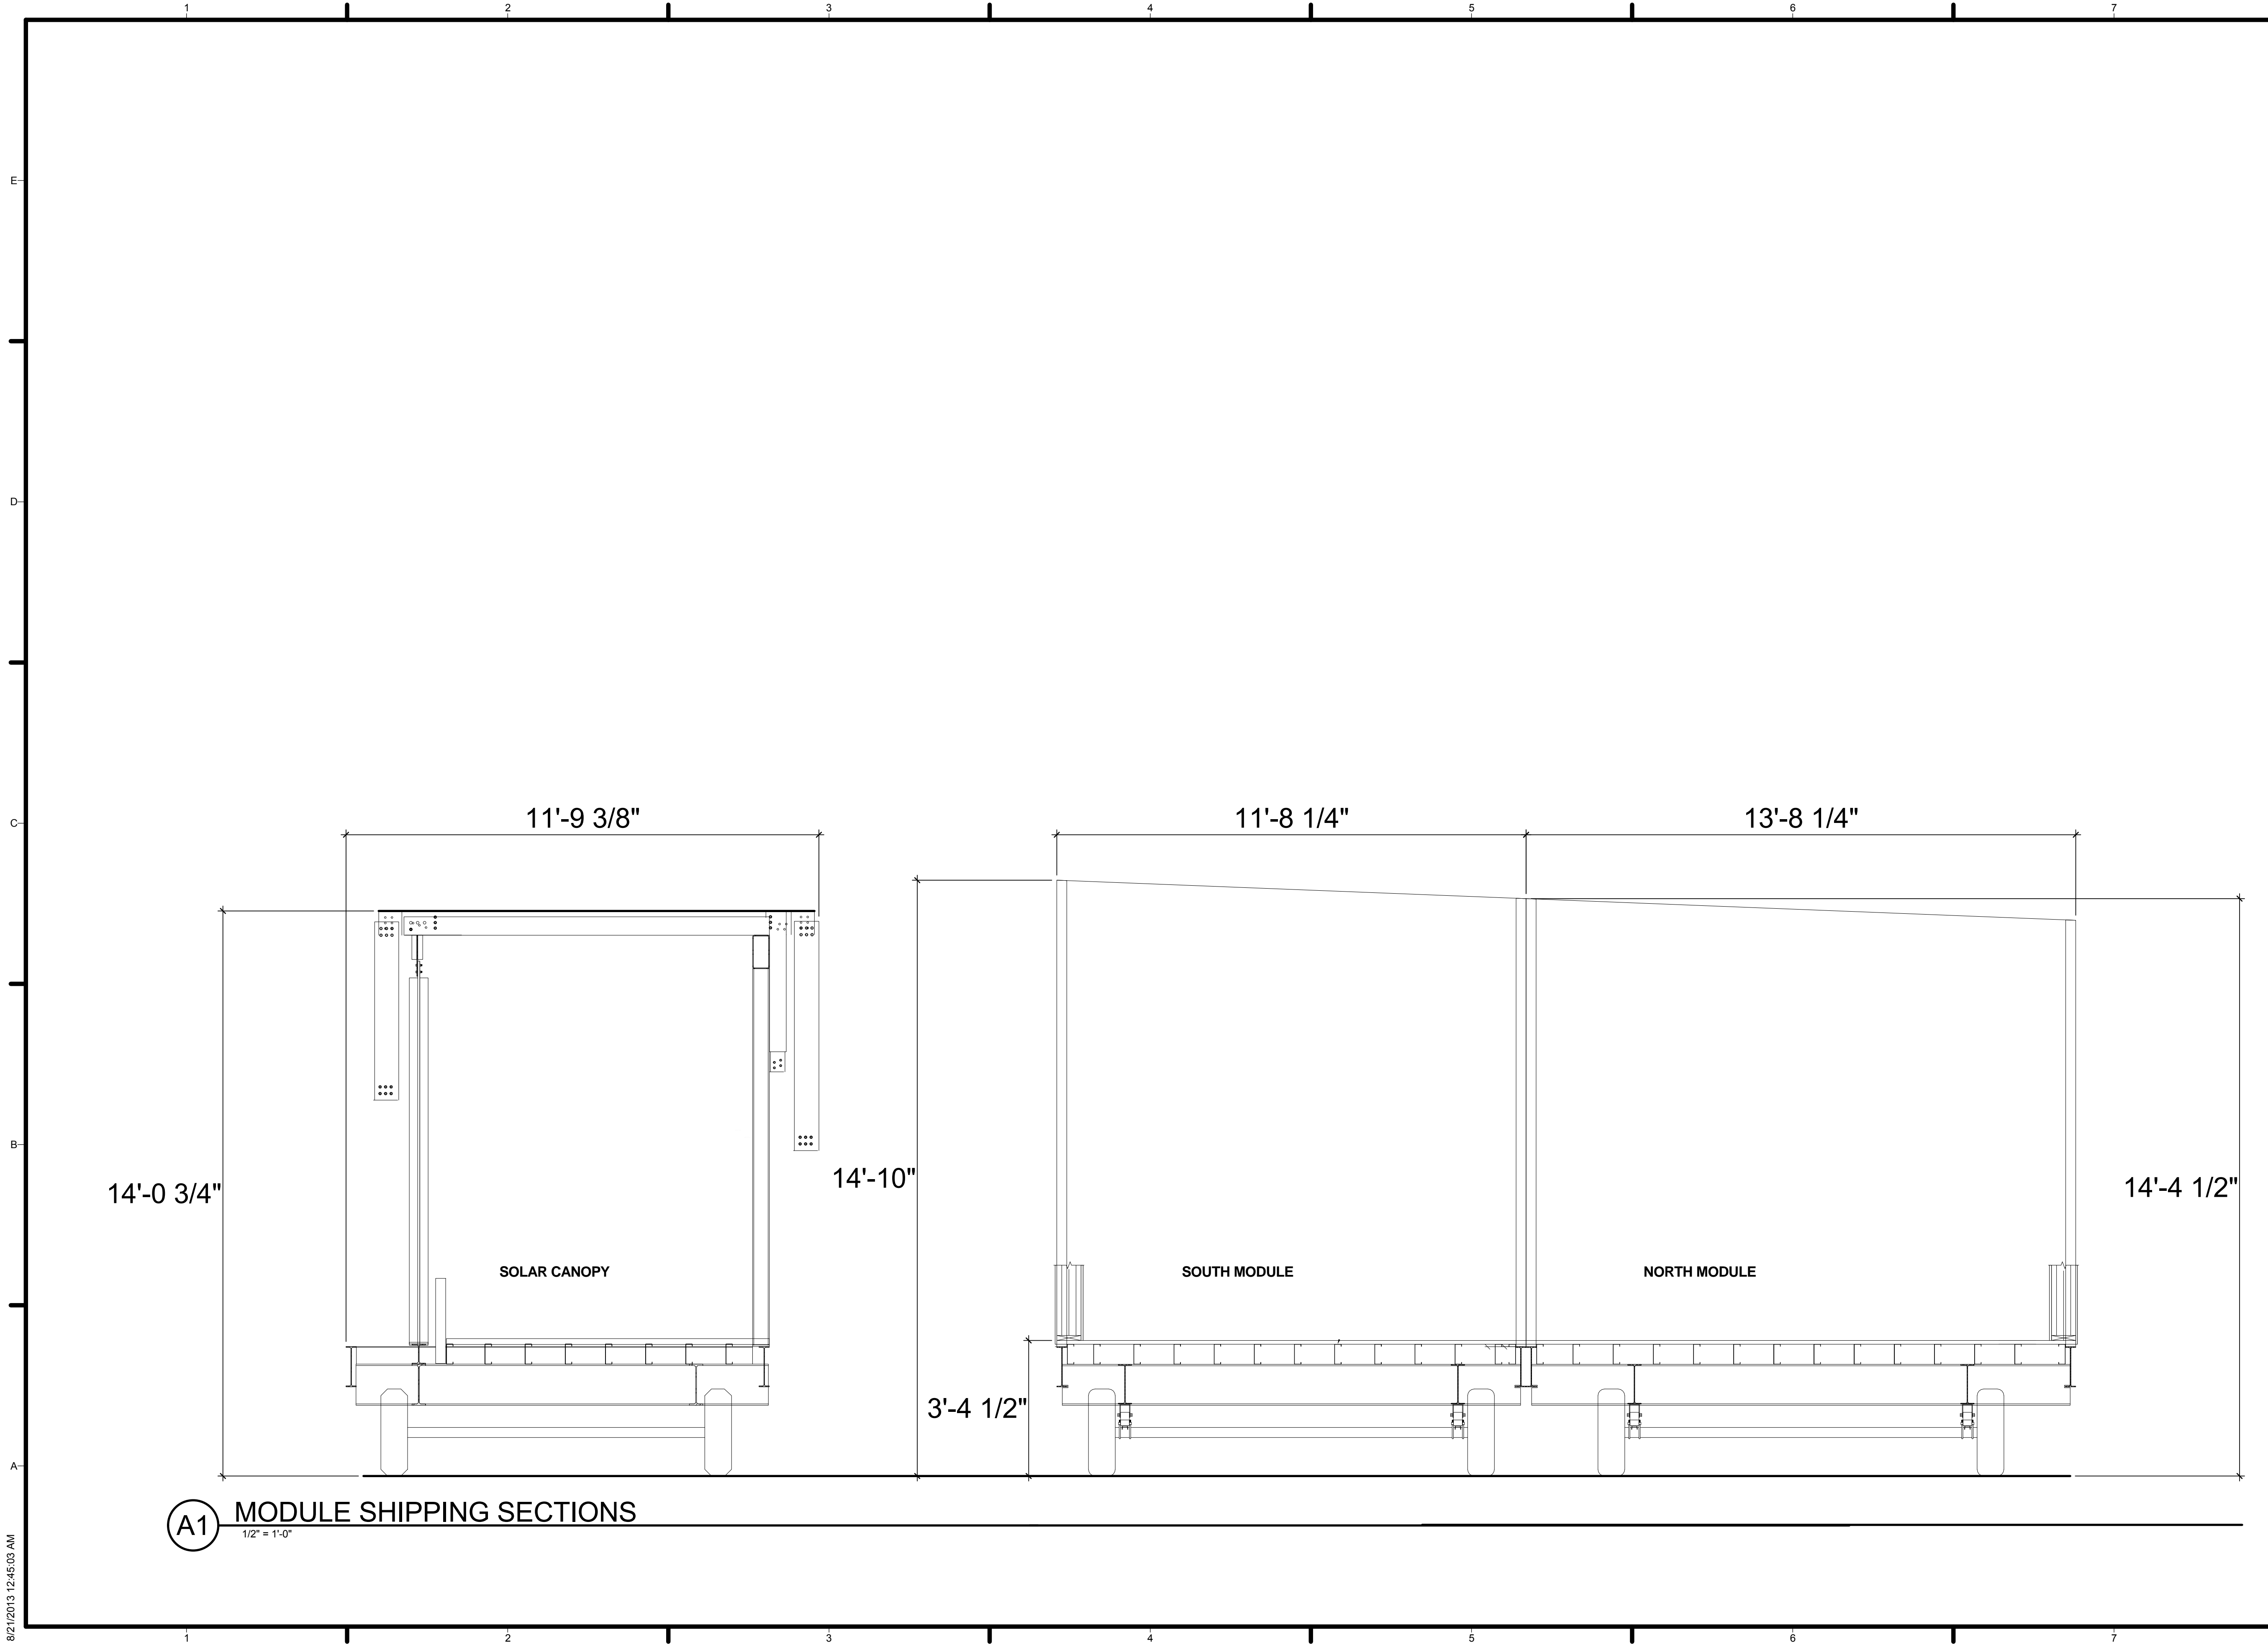 1 2 3 4 5 6 7
E
D
C
B
A
11'-9 3/8"
11'-8 1/4"
13'-8 1/4"
14'-0 3/4"
14'-10"
14'-4 1/2"
SOLAR CANOPY
SOUTH MODULE
NORTH MODULE
3'-4 1/2"
A1
MODULE SHIPPING SECTIONS
1/2" = 1'-0"
8/21/2013 12:45:03 AM
1 2 3 4 5 6 7